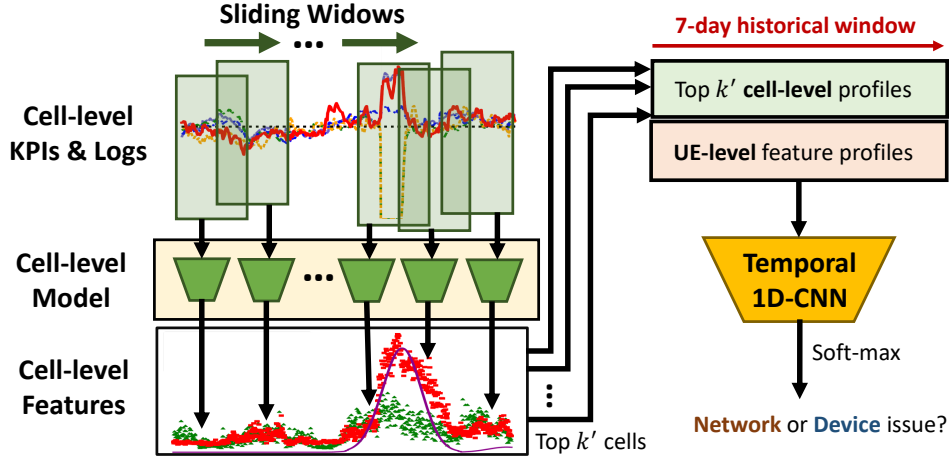 Sliding Widows
...
Cell-level
KPIs & Logs
Cell-level
Model
...
Cell-level
Features
Top k′ cells
...
7-day historical window
Top k′ cell-level profiles
UE-level feature profiles
Temporal
1D-CNN
Soft-max
Network or Device issue?